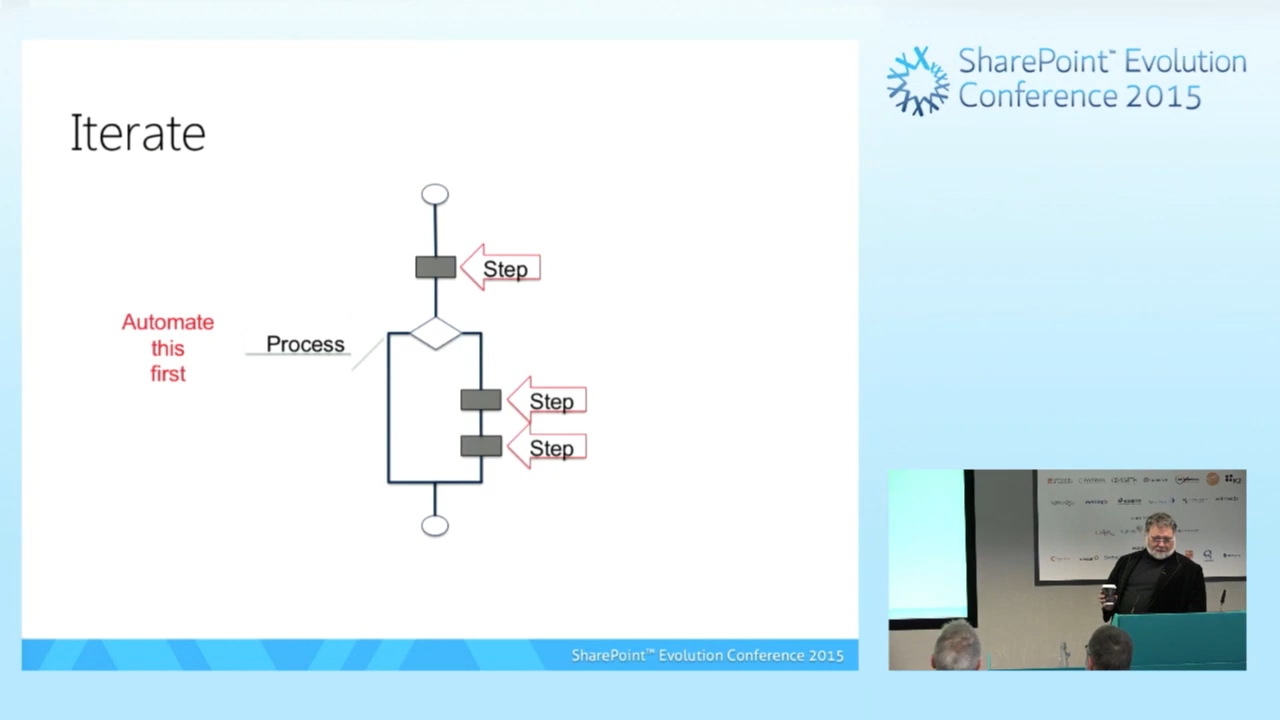 SharePoint™ Evolution
Conference 2015
Iterate
Step
Automate
this
first
Process
Step
Step
SharePoint™ Evolution Conference 2015